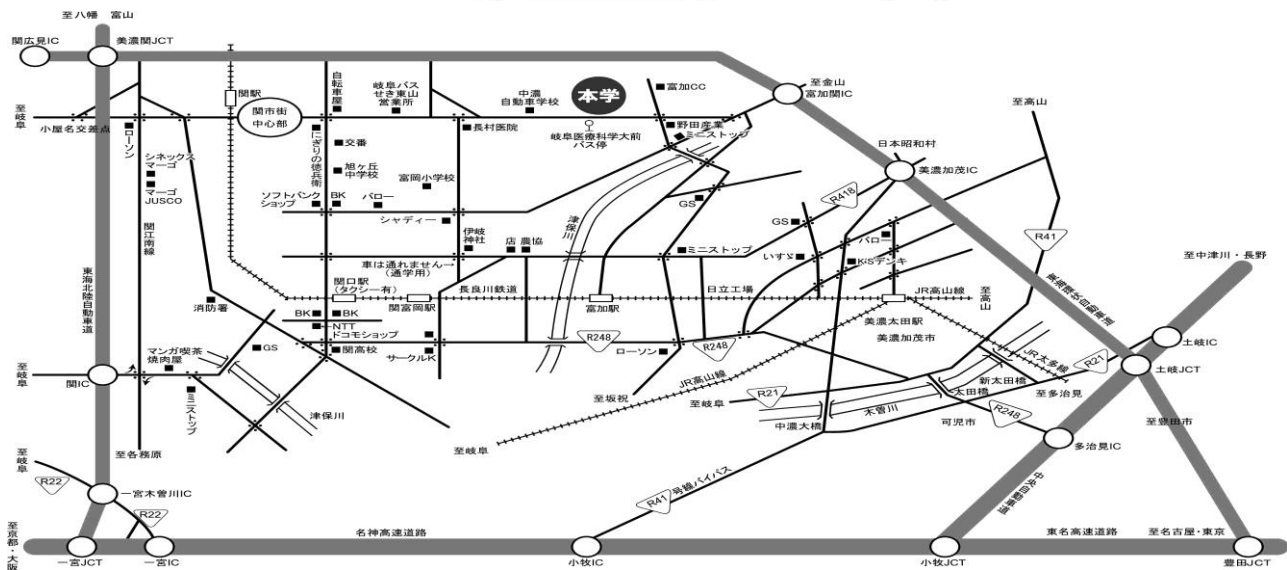 至八幡 富山
関広見IC
美濃関JCT
関駅
自転車屋
岐阜バス
せき東山
営業所
中濃
自動車学校
本学
富加CC
至金山
富加関IC
至高山
至岐阜
関市街
中心部
小屋名交差点
ローソン
長村医院
岐阜医療科学大前
バス停
野田産業
ミニストップ
にぎりの徳兵衛
交番
日本昭和村
シネックス
マーゴ
旭ヶ丘
中学校
富岡小学校
美濃加茂IC
マーゴ
JUSCO
ソフトバンク
ショップ
BK
バロー
シャディー
津保川
GS
R418
GS
関江南線
伊岐
神社
店
農協
ミニストップ
バロー
R41
いすゞ
K'Sデンキ
至中津川・長野
東海北陸自動車道
車は通れません→
(通学用)
関口駅
(タクシー有)
関富岡駅
長良川鉄道
富加駅
日立工場
JR高山線
至高山
東海環状自動車道
消防署
BK
BK
NTT
ドコモショップ
美濃太田駅
美濃加茂市
マンガ喫茶
焼肉屋
GS
関高校
サークルK
R248
ローソン
R248
JR太多線
R21
土岐IC
至岐阜
関IC
JR高山線
新太田橋
土岐JCT
ミニストップ
津保川
至坂祝
至岐阜
R21
木曽川
太田橋
至多治見
中濃大橋
R248
可児市
至豊田市
至各務原
至岐阜
多治見IC
至岐阜
R22
R41
号線バイパス
中央自動車道
一宮木曽川IC
R22
至京都・大阪
名神高速道路
東名高速道路
至名古屋・東京
一宮JCT
一宮IC
小牧IC
小牧JCT
豊田JCT